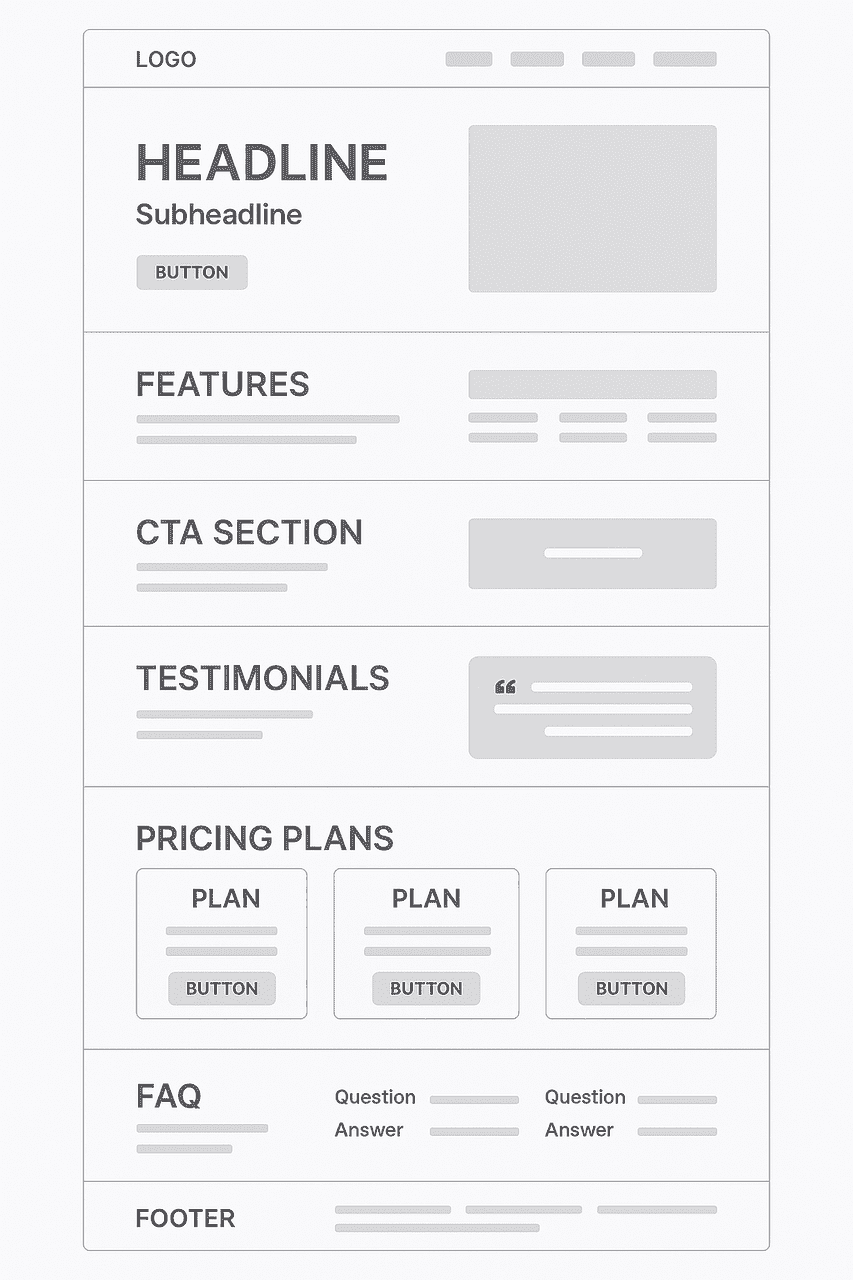 LOGO
HEADLINE
Subheadline
BUTTON
FEATURES
CTA SECTION
TESTIMONIALS
“
PRICING PLANS
PLAN
BUTTON
PLAN
BUTTON
PLAN
BUTTON
FAQ
Question
Answer
Question
Answer
FOOTER